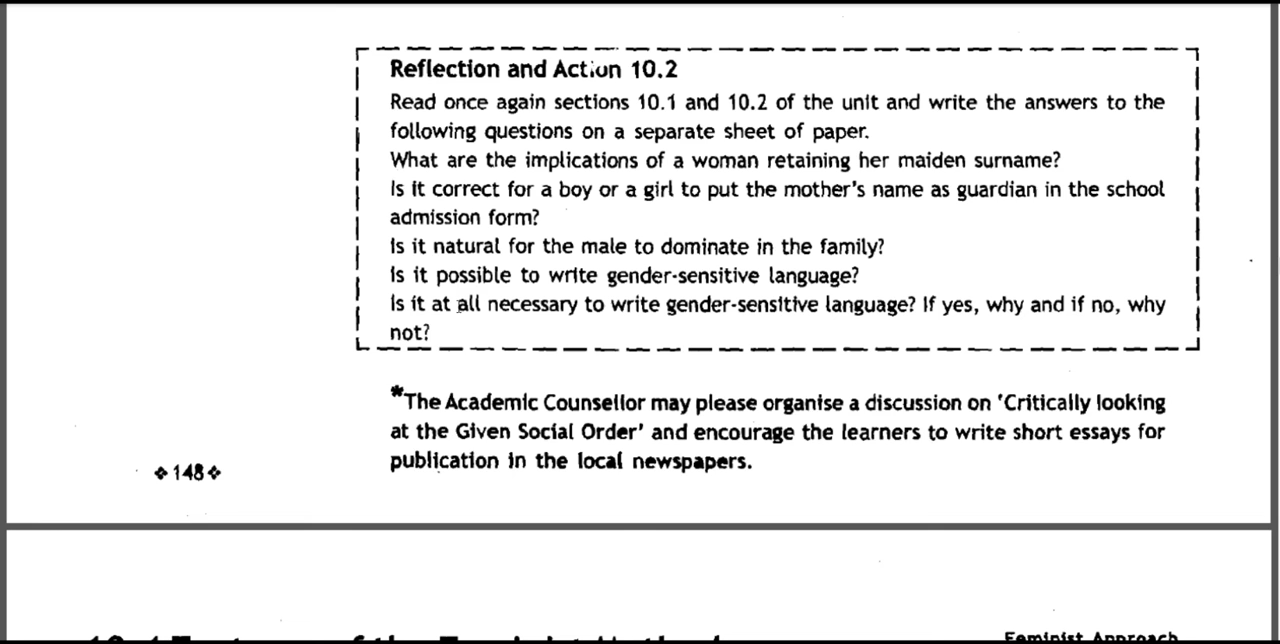 Reflection and Action 10.2
Read once again sections 10.1 and 10.2 of the unit and write the answers to the
following questions on a separate sheet of paper.
What are the implications of a woman retaining her maiden surname?
Is it correct for a boy or a girl to put the mother's name as guardian in the school
admission form?
Is it natural for the male to dominate in the family?
Is it possible to write gender-sensitive language?
Is it at all necessary to write gender-sensitive language? If yes, why and if no, why
not?
*The Academic Counsellor may please organise a discussion on 'Critically looking
at the Given Social Order' and encourage the learners to write short essays for
publication in the local newspapers.
❖148❖
Feminist Approach